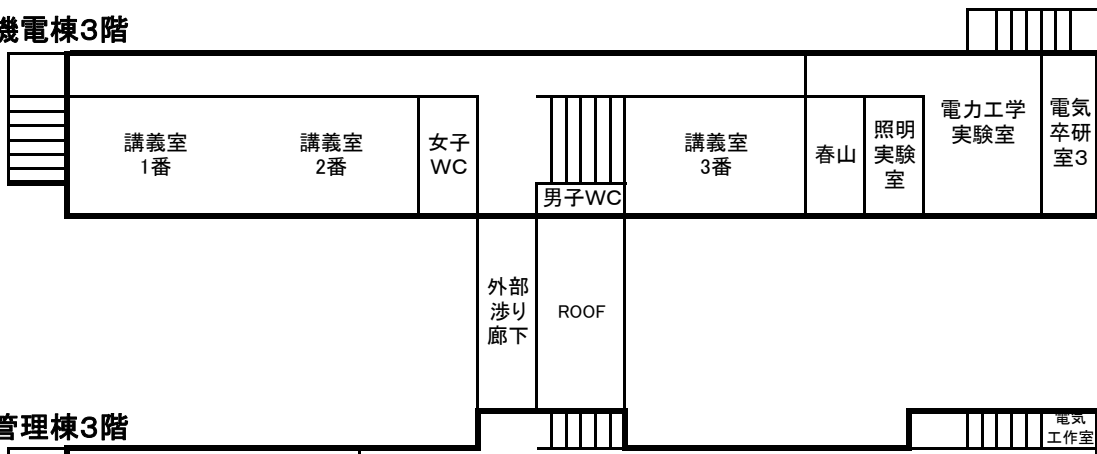 機電棟3階
講義室
1番
講義室
2番
女子
WC
男子WC
講義室
3番
春山
照明
実験
室
電力工学
実験室
電気
卒研
室3
外部
渉り
廊下
ROOF
管理棟3階
電気
工作室